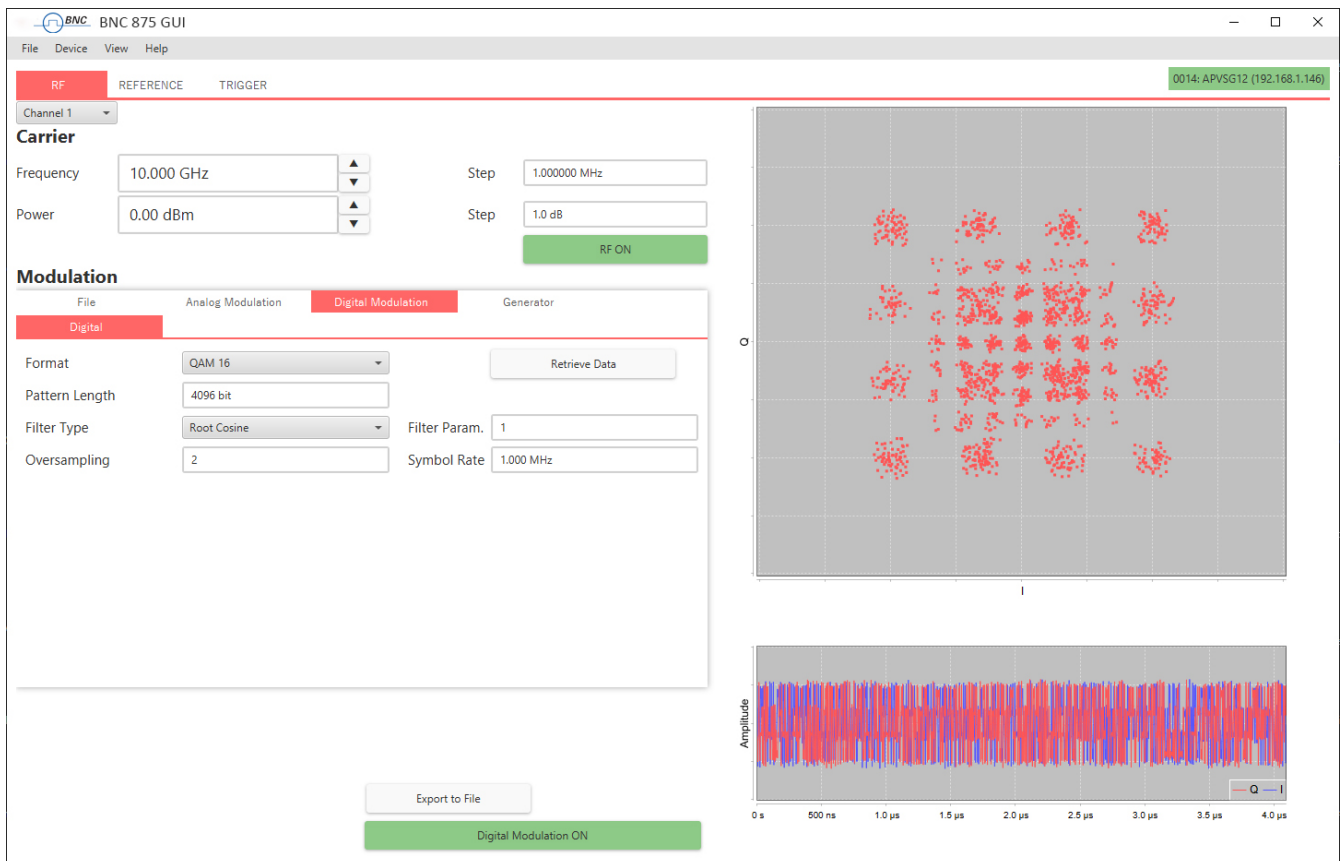 BNC BNC 875 GUI
File Device View Help
RF REFERENCE TRIGGER
0014: APVSG12 (192.168.1.146)
Channel 1
Carrier
Frequency 10.000 GHz Step 1.000000 MHz
Power 0.00 dBm Step 1.0 dB
RF ON
Modulation
File Analog Modulation Digital Modulation Generator
Digital
Format QAM 16 Retrieve Data
Pattern Length 4096 bit
Filter Type Root Cosine Filter Param. 1
Oversampling 2 Symbol Rate 1.000 MHz
Export to File
Digital Modulation ON
Q
I
Amplitude
Q I
0 s 500 ns 1.0 µs 1.5 µs 2.0 µs 2.5 µs 3.0 µs 3.5 µs 4.0 µs